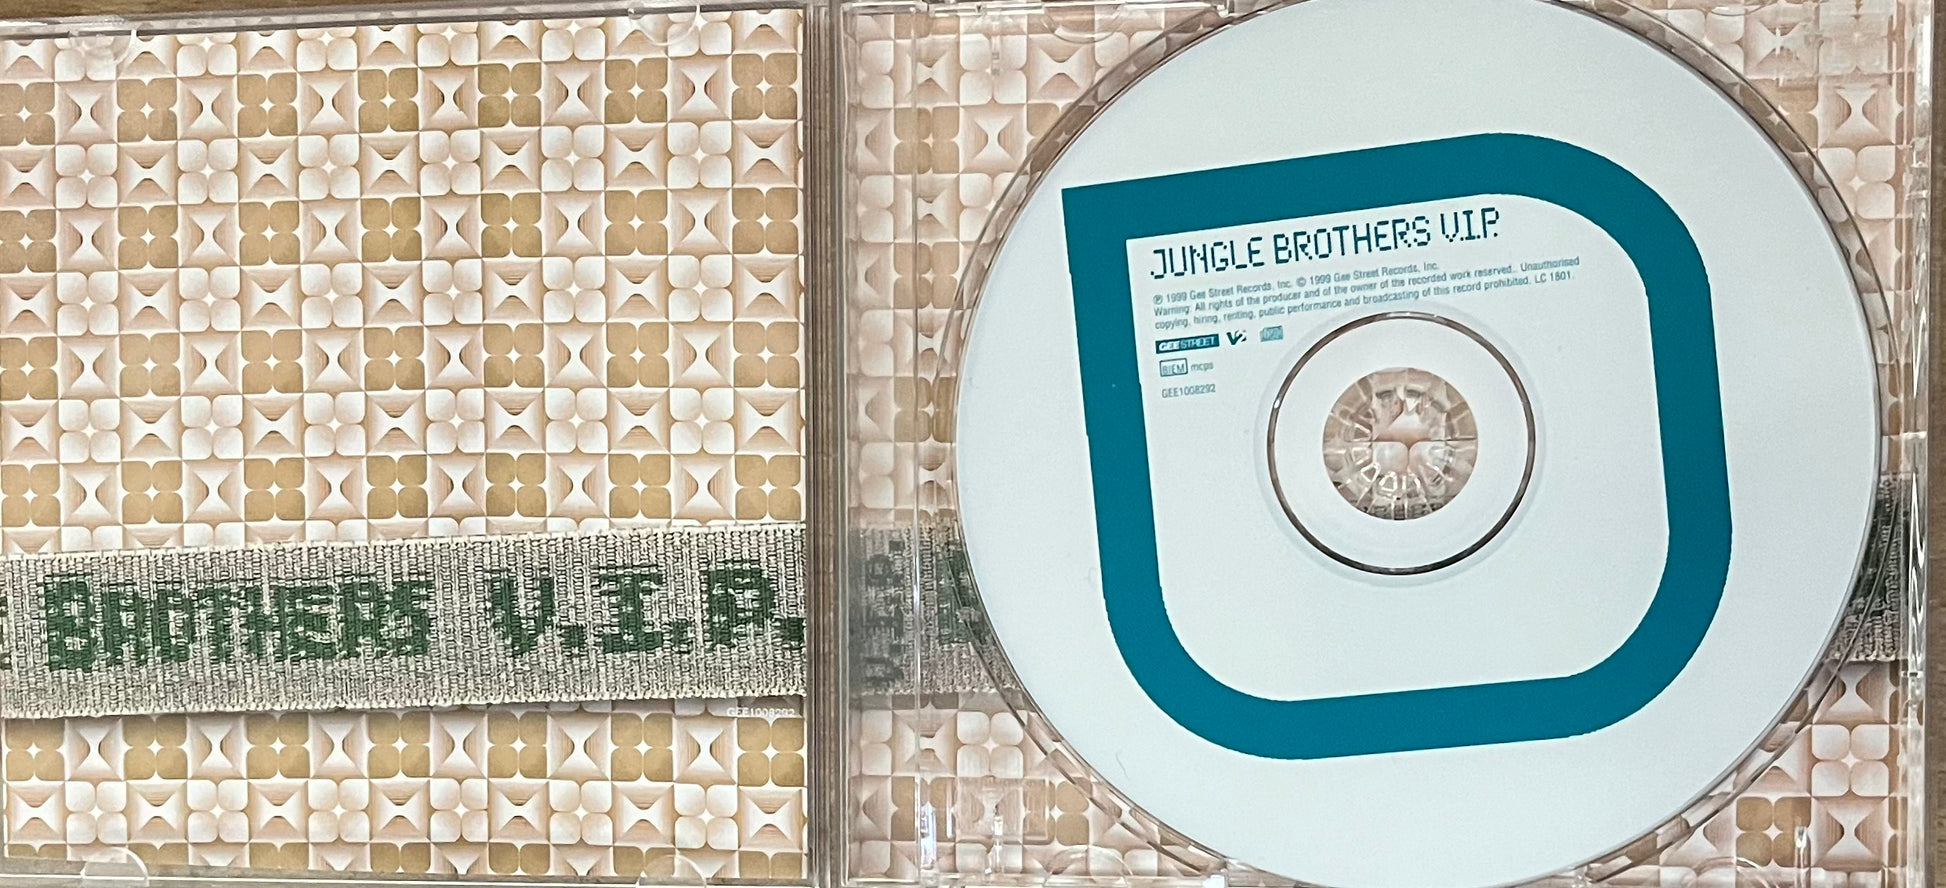 BROTHERS V.I.P.
GEE1008292
JUNGLE BROTHERS V.I.P.
℗ 1999 Gee Street Records, Inc. © 1999 Gee Street Records, Inc.
Warning: All rights of the producer and of the owner of the recorded work reserved. Unauthorised
copying, hiring, renting, public performance and broadcasting of this record prohibited. LC 1801.
GEE STREET V2
BIEM mcps
GEE1008292